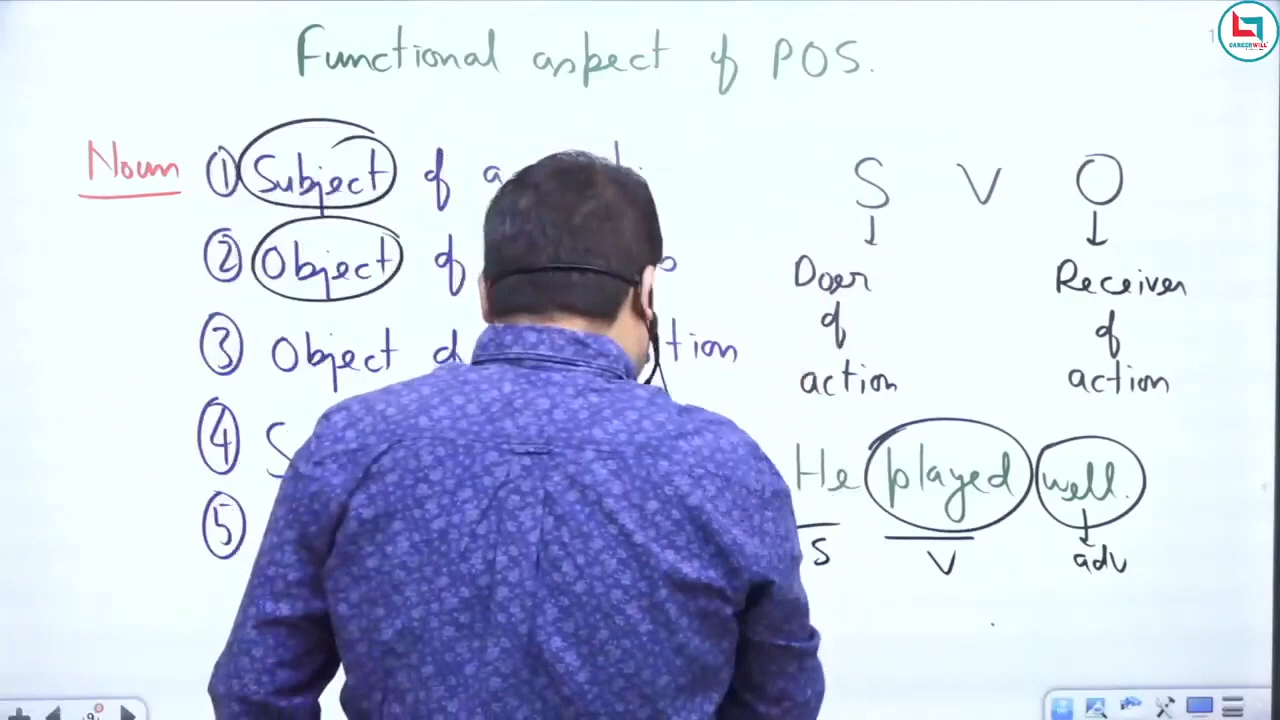 Functional aspect of POS.
Noun ① Subject of a
② Object of
③ Object tion
④ S
⑤
S V O
Doer of action
Receiver of action
He played well.
S V adv
CAREERWILL